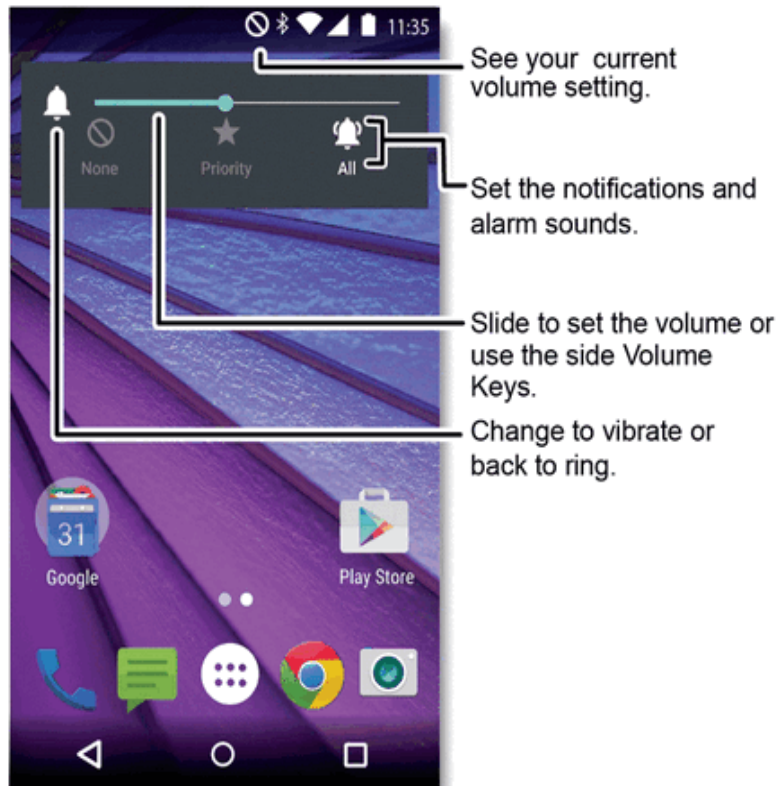 11:35
See your current
volume setting.
None
Priority
All
Set the notifications and
alarm sounds.
Slide to set the volume or
use the side Volume
Keys.
Change to vibrate or
back to ring.
31
Google
Play Store